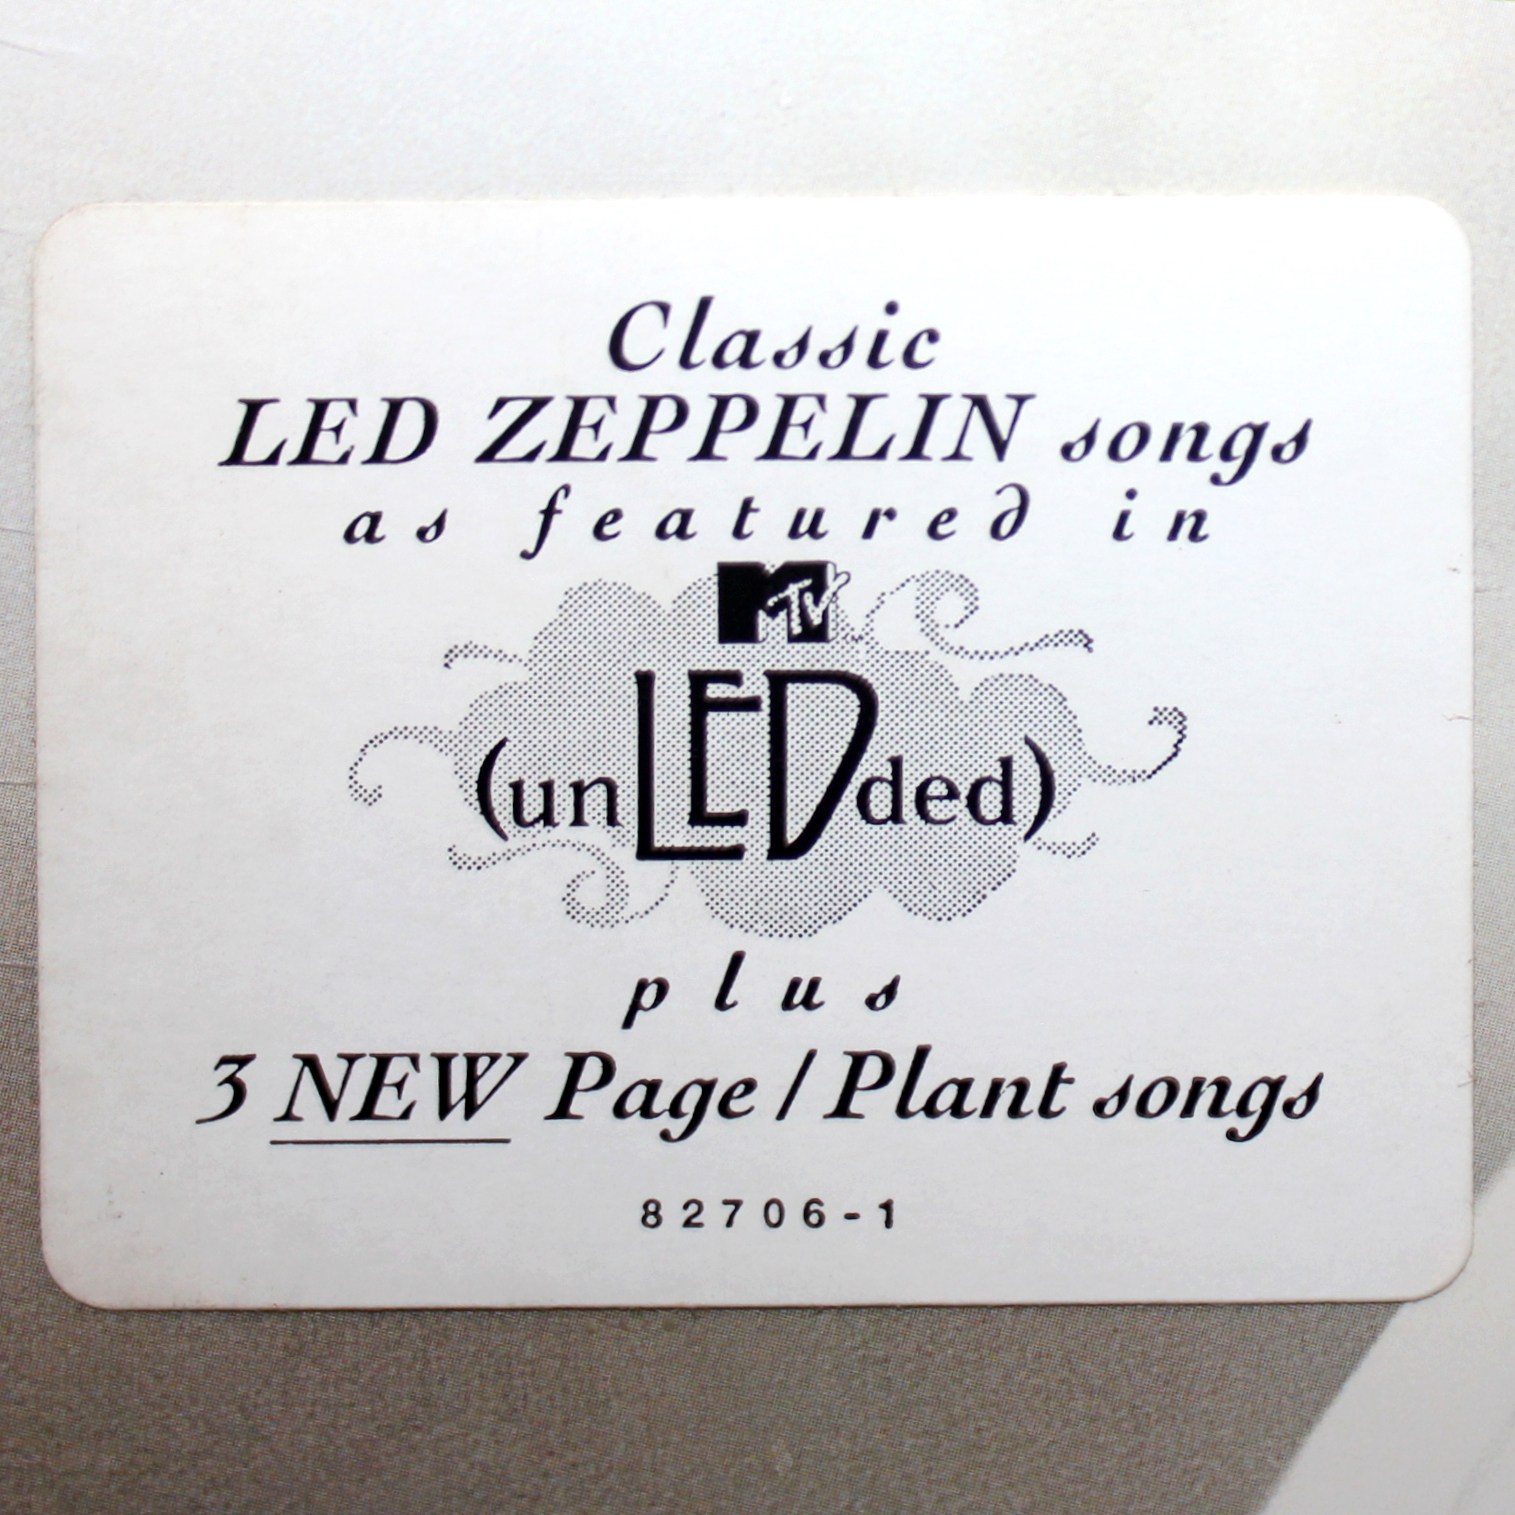 Classic
LED ZEPPELIN songs
as featured in
MTV
(unLEDded)
plus
3 NEW Page / Plant songs
82706-1